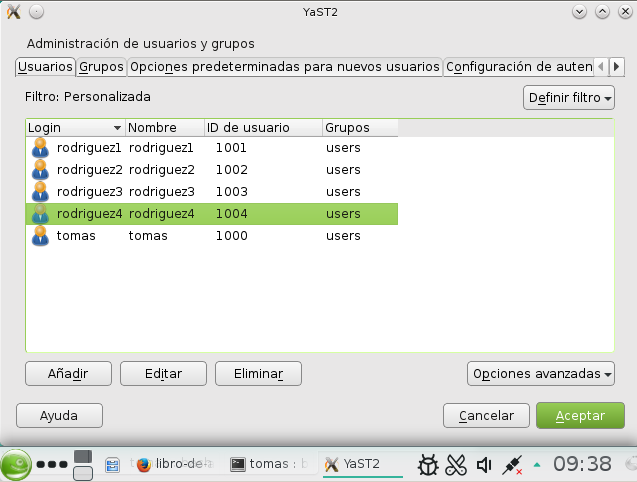 YaST2
Administración de usuarios y grupos
Usuarios Grupos Opciones predeterminadas para nuevos usuarios Configuración de auten
Filtro: Personalizada Definir filtro
Login Nombre ID de usuario Grupos
rodriguez1 rodriguez1 1001 users
rodriguez2 rodriguez2 1002 users
rodriguez3 rodriguez3 1003 users
rodriguez4 rodriguez4 1004 users
tomas tomas 1000 users
Añadir Editar Eliminar Opciones avanzadas
Ayuda Cancelar Aceptar
libro-de- tomas : b YaST2 09:38